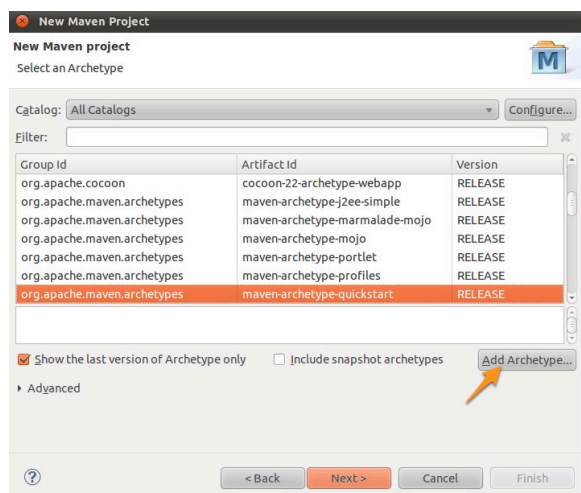 New Maven Project
New Maven project
Select an Archetype
M
Catalog: All Catalogs Configure...
Filter:
Group Id Artifact Id Version
org.apache.cocoon cocoon-22-archetype-webapp RELEASE
org.apache.maven.archetypes maven-archetype-j2ee-simple RELEASE
org.apache.maven.archetypes maven-archetype-marmalade-mojo RELEASE
org.apache.maven.archetypes maven-archetype-mojo RELEASE
org.apache.maven.archetypes maven-archetype-portlet RELEASE
org.apache.maven.archetypes maven-archetype-profiles RELEASE
org.apache.maven.archetypes maven-archetype-quickstart RELEASE
Show the last version of Archetype only Include snapshot archetypes Add Archetype...
Advanced
? < Back Next > Cancel Finish